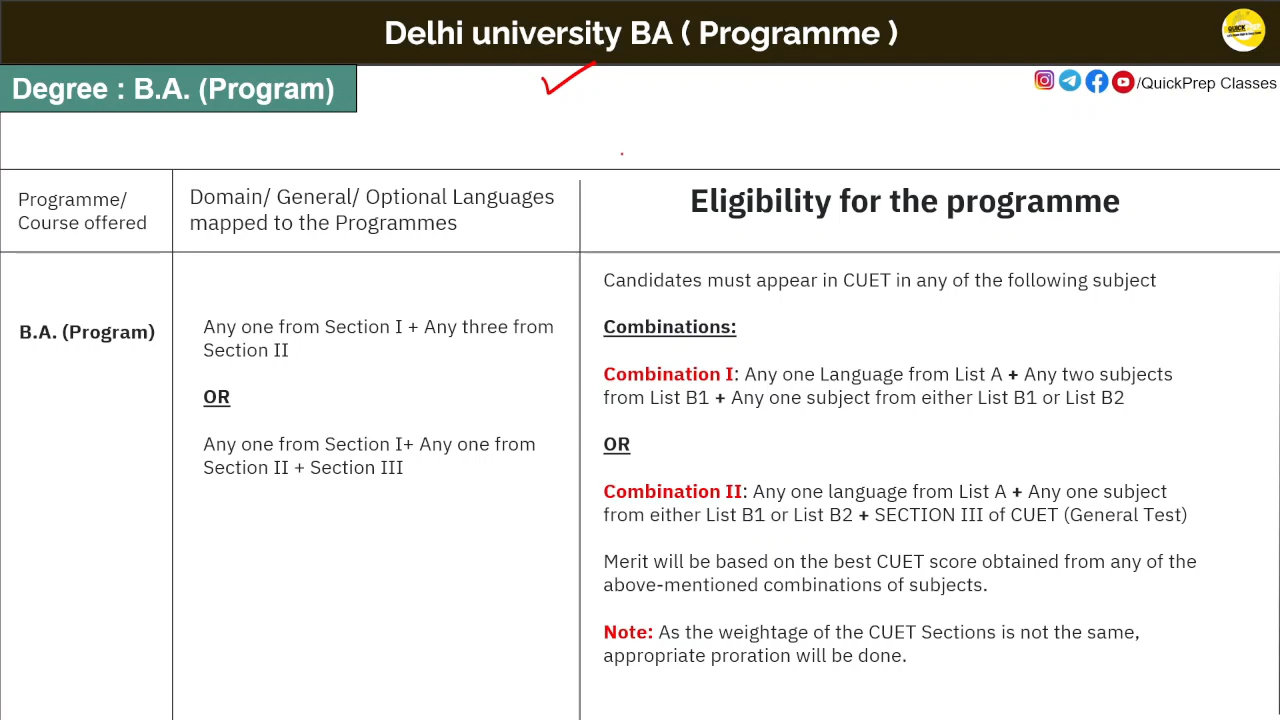 Delhi university BA ( Programme )
QUICKPREP
Degree : B.A. (Program)
/QuickPrep Classes
Programme/
Course offered
Domain/ General/ Optional Languages
mapped to the Programmes
Eligibility for the programme
B.A. (Program)
Any one from Section I + Any three from
Section II
OR
Any one from Section I+ Any one from
Section II + Section III
Candidates must appear in CUET in any of the following subject
Combinations:
Combination I: Any one Language from List A + Any two subjects
from List B1 + Any one subject from either List B1 or List B2
OR
Combination II: Any one language from List A + Any one subject
from either List B1 or List B2 + SECTION III of CUET (General Test)
Merit will be based on the best CUET score obtained from any of the
above-mentioned combinations of subjects.
Note: As the weightage of the CUET Sections is not the same,
appropriate proration will be done.